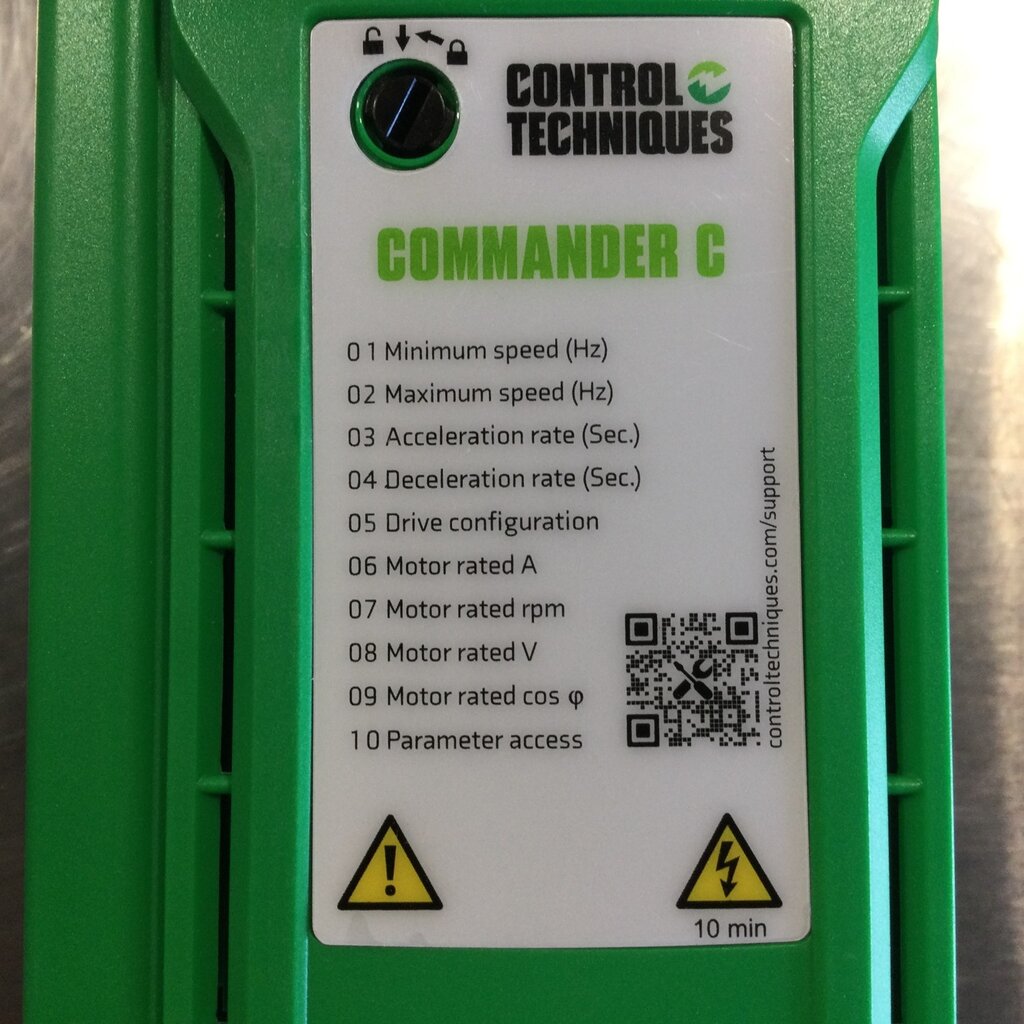 CONTROL
TECHNIQUES
COMMANDER C
01 Minimum speed (Hz)
02 Maximum speed (Hz)
03 Acceleration rate (Sec.)
04 Deceleration rate (Sec.)
05 Drive configuration
06 Motor rated A
07 Motor rated rpm
08 Motor rated V
09 Motor rated cos φ
10 Parameter access
controltechniques.com/support
10 min